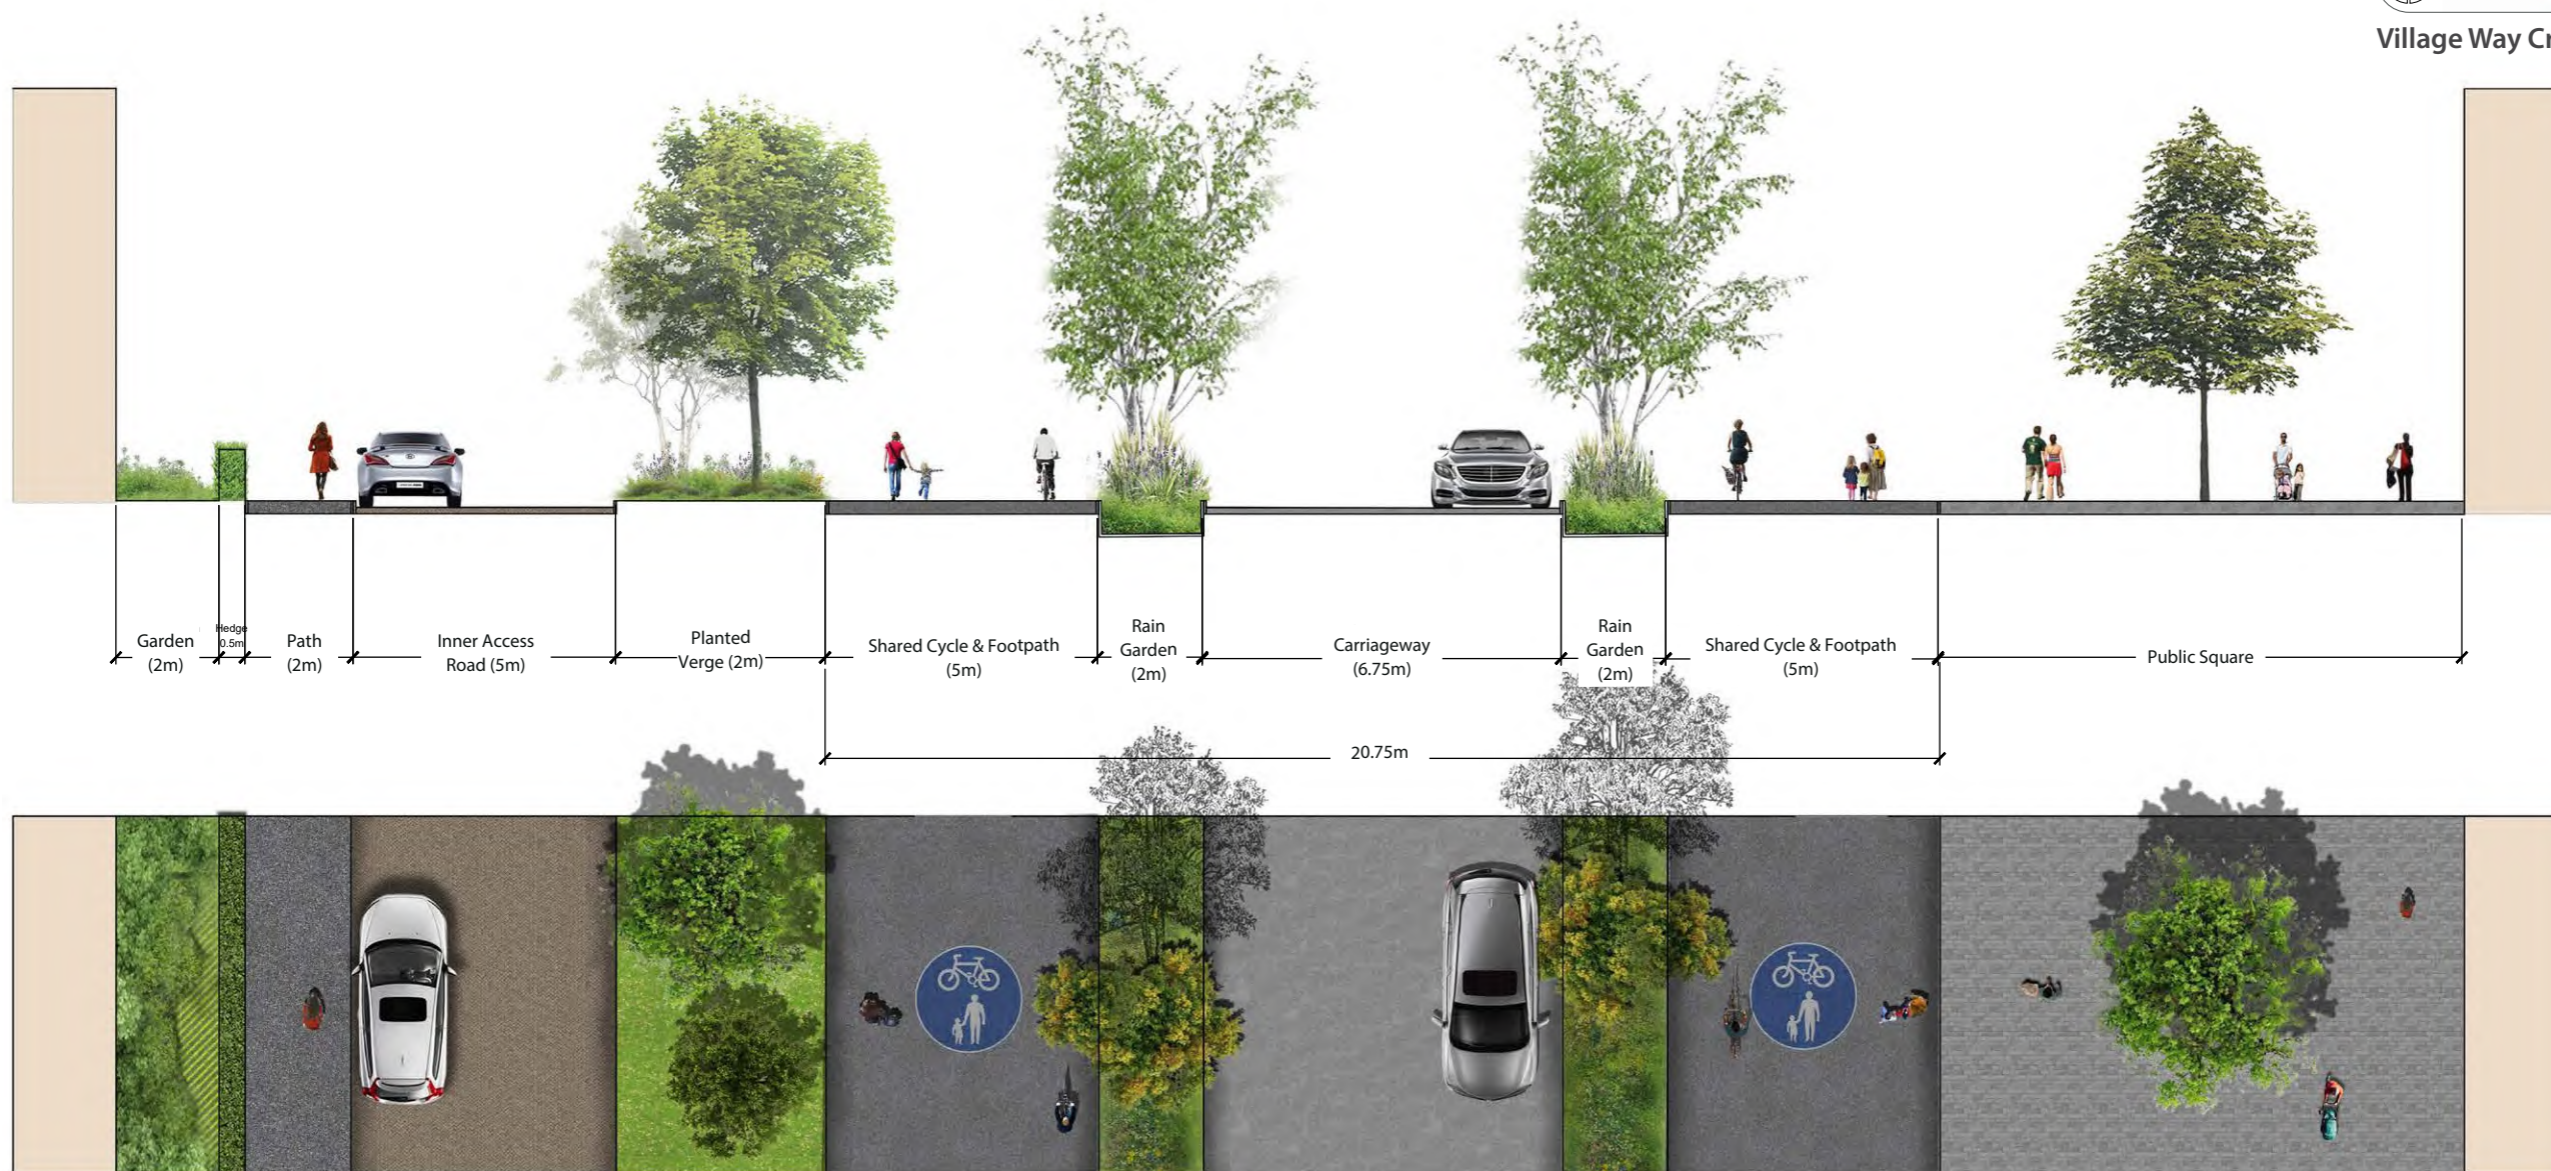 Village Way Cr
Garden
(2m)
Hedge
0.5m
Path
(2m)
Inner Access
Road (5m)
Planted
Verge (2m)
Shared Cycle & Footpath
(5m)
Rain
Garden
(2m)
Carriageway
(6.75m)
Rain
Garden
(2m)
Shared Cycle & Footpath
(5m)
Public Square
20.75m